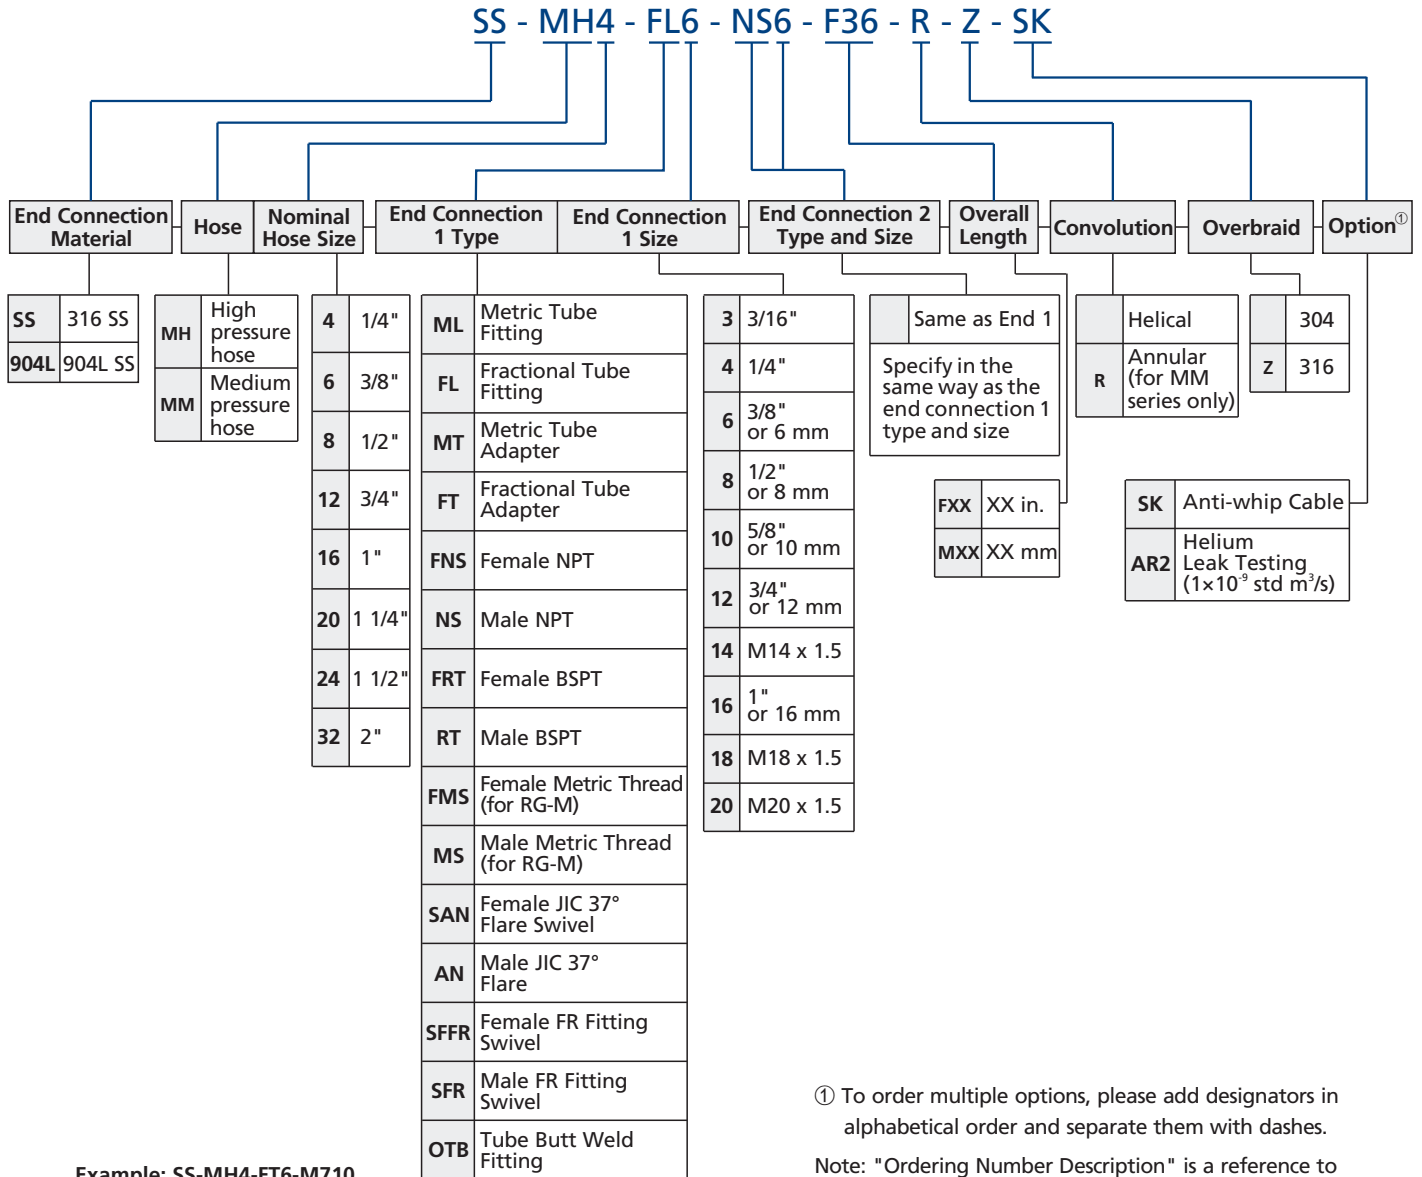 SS - MH4 - FL6 - NS6 - F36 - R - Z - SK
End Connection
Material
Hose
Nominal
Hose Size
End Connection
1 Type
End Connection
1 Size
End Connection 2
Type and Size
Overall
Length
Convolution
Overbraid
Option①
SS 316 SS
904L 904L SS
MH High
pressure
hose
MM Medium
pressure
hose
4 1/4"
6 3/8"
8 1/2"
12 3/4"
16 1"
20 1 1/4"
24 1 1/2"
32 2"
ML Metric Tube
Fitting
FL Fractional Tube
Fitting
MT Metric Tube
Adapter
FT Fractional Tube
Adapter
FNS Female NPT
NS Male NPT
FRT Female BSPT
RT Male BSPT
FMS Female Metric Thread
(for RG-M)
MS Male Metric Thread
(for RG-M)
SAN Female JIC 37°
Flare Swivel
AN Male JIC 37°
Flare
SFFR Female FR Fitting
Swivel
SFR Male FR Fitting
Swivel
OTB Tube Butt Weld
Fitting
3 3/16"
4 1/4"
6 3/8"
or 6 mm
8 1/2"
or 8 mm
10 5/8"
or 10 mm
12 3/4"
or 12 mm
14 M14 x 1.5
16 1"
or 16 mm
18 M18 x 1.5
20 M20 x 1.5
Same as End 1
Specify in the
same way as the
end connection 1
type and size
FXX XX in.
MXX XX mm
Helical
R Annular
(for MM
series only)
304
Z 316
SK Anti-whip Cable
AR2 Helium
Leak Testing
(1×10⁻⁹ std m³/s)
① To order multiple options, please add designators in
alphabetical order and separate them with dashes.
Note: "Ordering Number Description" is a reference to
Example: SS-MH4-FT6-M710